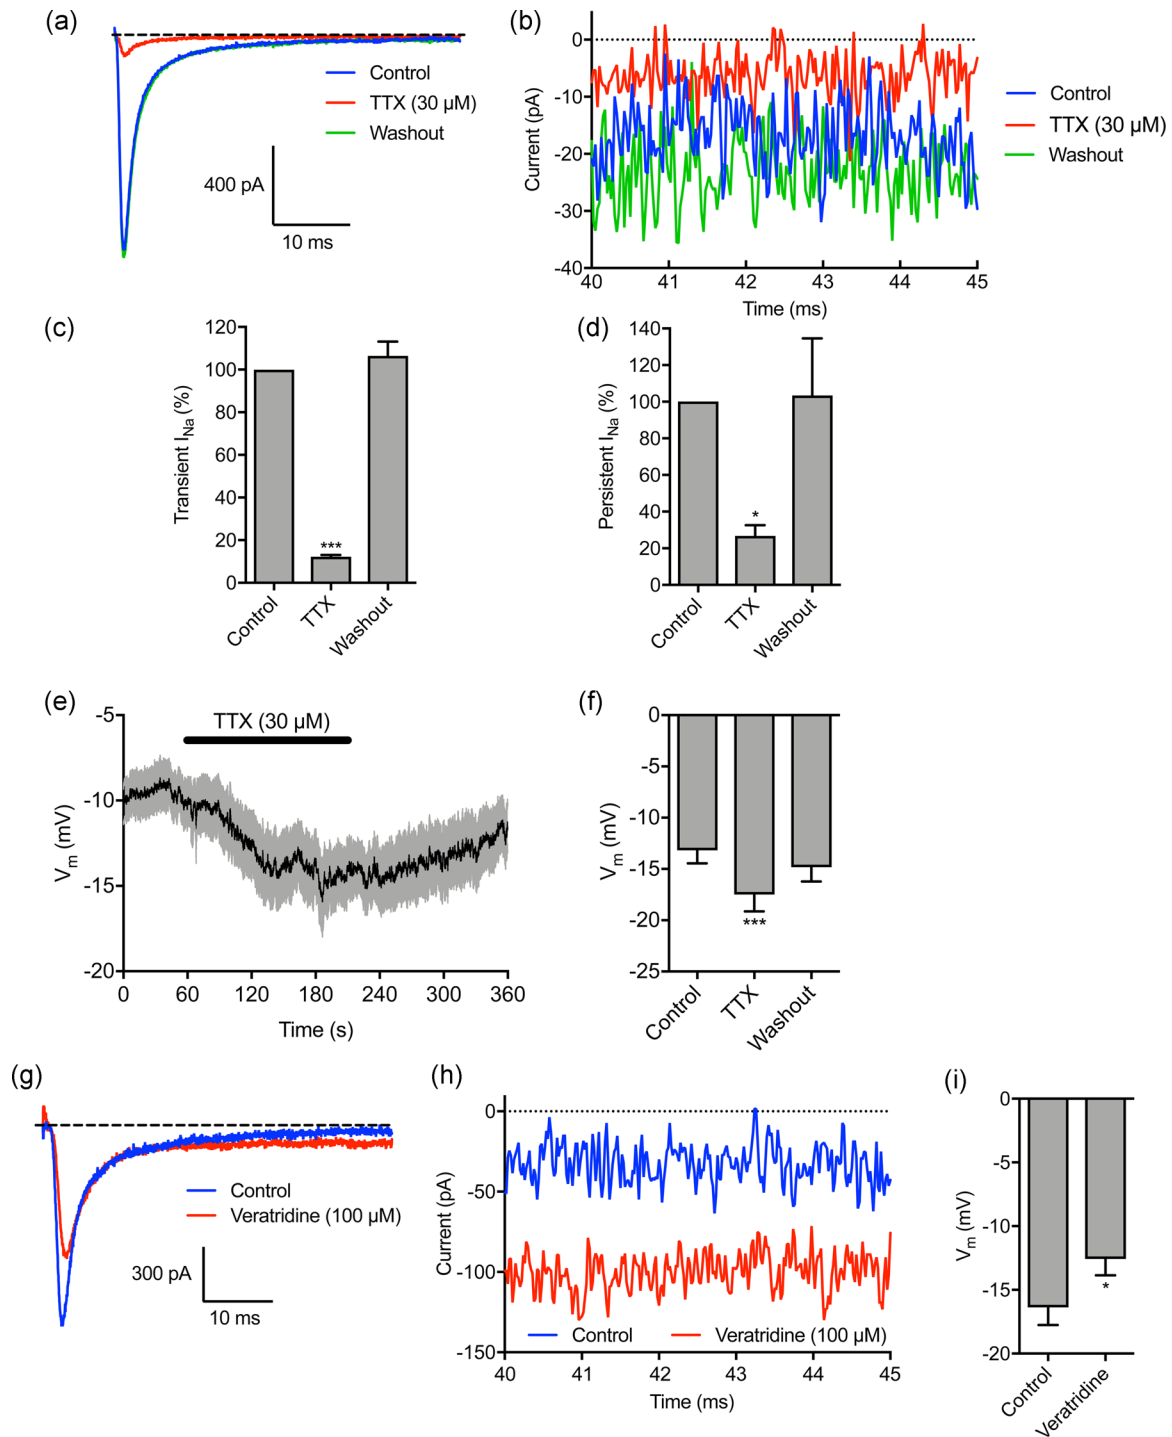 (a)
Control
TTX (30 µM)
Washout
400 pA
10 ms
(b)
0
-10
-20
-30
-40
Current (pA)
40 41 42 43 44 45
Time (ms)
Control
TTX (30 µM)
Washout
(c)
120
100
80
60
40
20
0
Transient I_Na (%)
***
Control
TTX
Washout
(d)
140
120
100
80
60
40
20
0
Persistent I_Na (%)
*
Control
TTX
Washout
(e)
-5
-10
-15
-20
V_m (mV)
TTX (30 µM)
0 60 120 180 240 300 360
Time (s)
(f)
0
-5
-10
-15
-20
-25
V_m (mV)
***
Control
TTX
Washout
(g)
Control
Veratridine (100 µM)
300 pA
10 ms
(h)
0
-50
-100
-150
Current (pA)
Control Veratridine (100 µM)
40 41 42 43 44 45
Time (ms)
(i)
0
-5
-10
-15
-20
V_m (mV)
*
Control
Veratridine